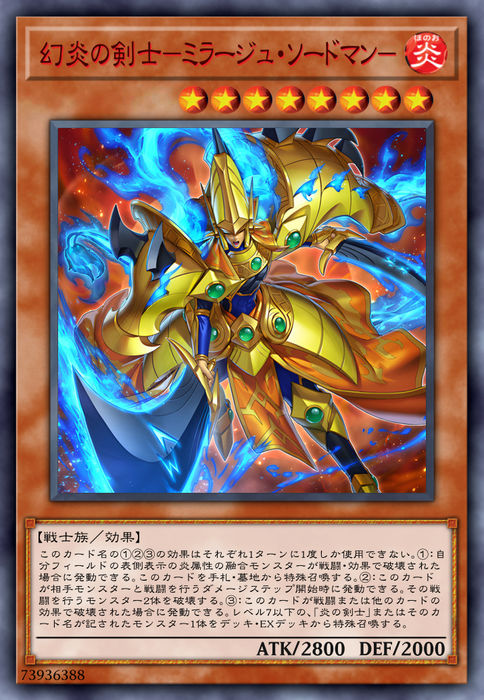 幻炎の剣士－ミラージュ・ソードマン－
ほのお
炎
【戦士族／効果】
このカード名の①②③の効果はそれぞれ1ターンに1度しか使用できない。①：自
分フィールドの表側表示の炎属性の融合モンスターが戦闘・効果で破壊された
場合に発動できる。このカードを手札・墓地から特殊召喚する。②：このカード
が相手モンスターと戦闘を行うダメージステップ開始時に発動できる。その戦
闘を行うモンスター2体を破壊する。③：このカードが戦闘または他のカードの
効果で破壊された場合に発動できる。レベル7以下の、「炎の剣士」またはそのカ
ード名が記されたモンスター1体をデッキ・EXデッキから特殊召喚する。
ATK/2800 DEF/2000
73936388